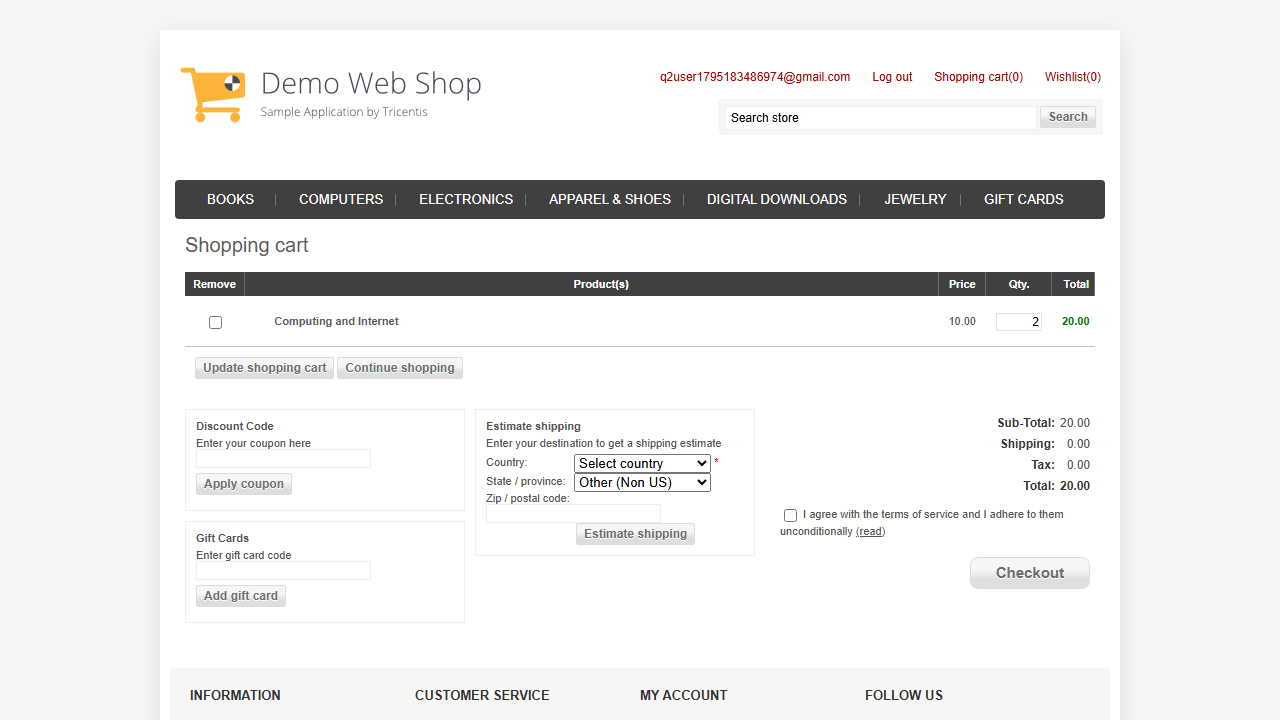 Demo Web Shop
Sample Application by Tricentis
q2user1795183486974@gmail.com Log out Shopping cart(0) Wishlist(0)
Search store Search
BOOKS COMPUTERS ELECTRONICS APPAREL & SHOES DIGITAL DOWNLOADS JEWELRY GIFT CARDS
Shopping cart
Remove Product(s) Price Qty. Total
Computing and Internet 10.00 2 20.00
Update shopping cart Continue shopping
Discount Code
Enter your coupon here
Apply coupon
Gift Cards
Enter gift card code
Add gift card
Estimate shipping
Enter your destination to get a shipping estimate
Country: Select country *
State / province: Other (Non US)
Zip / postal code:
Estimate shipping
Sub-Total: 20.00
Shipping: 0.00
Tax: 0.00
Total: 20.00
I agree with the terms of service and I adhere to them
unconditionally (read)
Checkout
INFORMATION CUSTOMER SERVICE MY ACCOUNT FOLLOW US